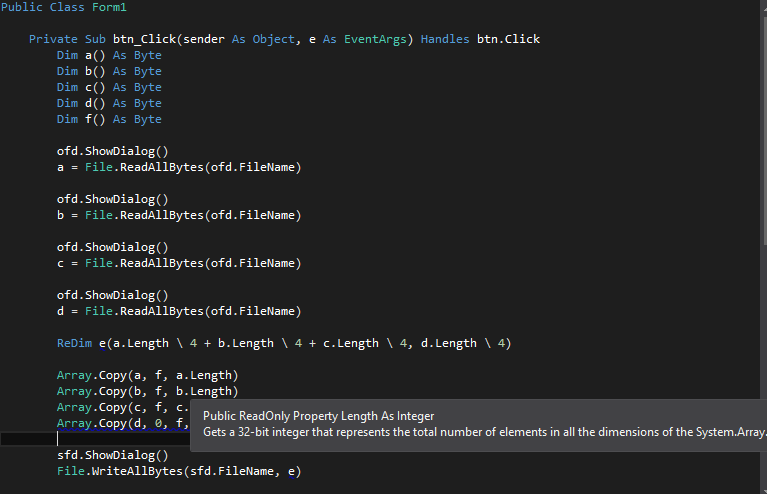 Public Class Form1
Private Sub btn_Click(sender As Object, e As EventArgs) Handles btn.Click
Dim a() As Byte
Dim b() As Byte
Dim c() As Byte
Dim d() As Byte
Dim f() As Byte
ofd.ShowDialog()
a = File.ReadAllBytes(ofd.FileName)
ofd.ShowDialog()
b = File.ReadAllBytes(ofd.FileName)
ofd.ShowDialog()
c = File.ReadAllBytes(ofd.FileName)
ofd.ShowDialog()
d = File.ReadAllBytes(ofd.FileName)
ReDim e(a.Length \ 4 + b.Length \ 4 + c.Length \ 4, d.Length \ 4)
Array.Copy(a, f, a.Length)
Array.Copy(b, f, b.Length)
Array.Copy(c, f, c.
Array.Copy(d, 0, f,
Public ReadOnly Property Length As Integer
Gets a 32-bit integer that represents the total number of elements in all the dimensions of the System.Array.
sfd.ShowDialog()
File.WriteAllBytes(sfd.FileName, e)